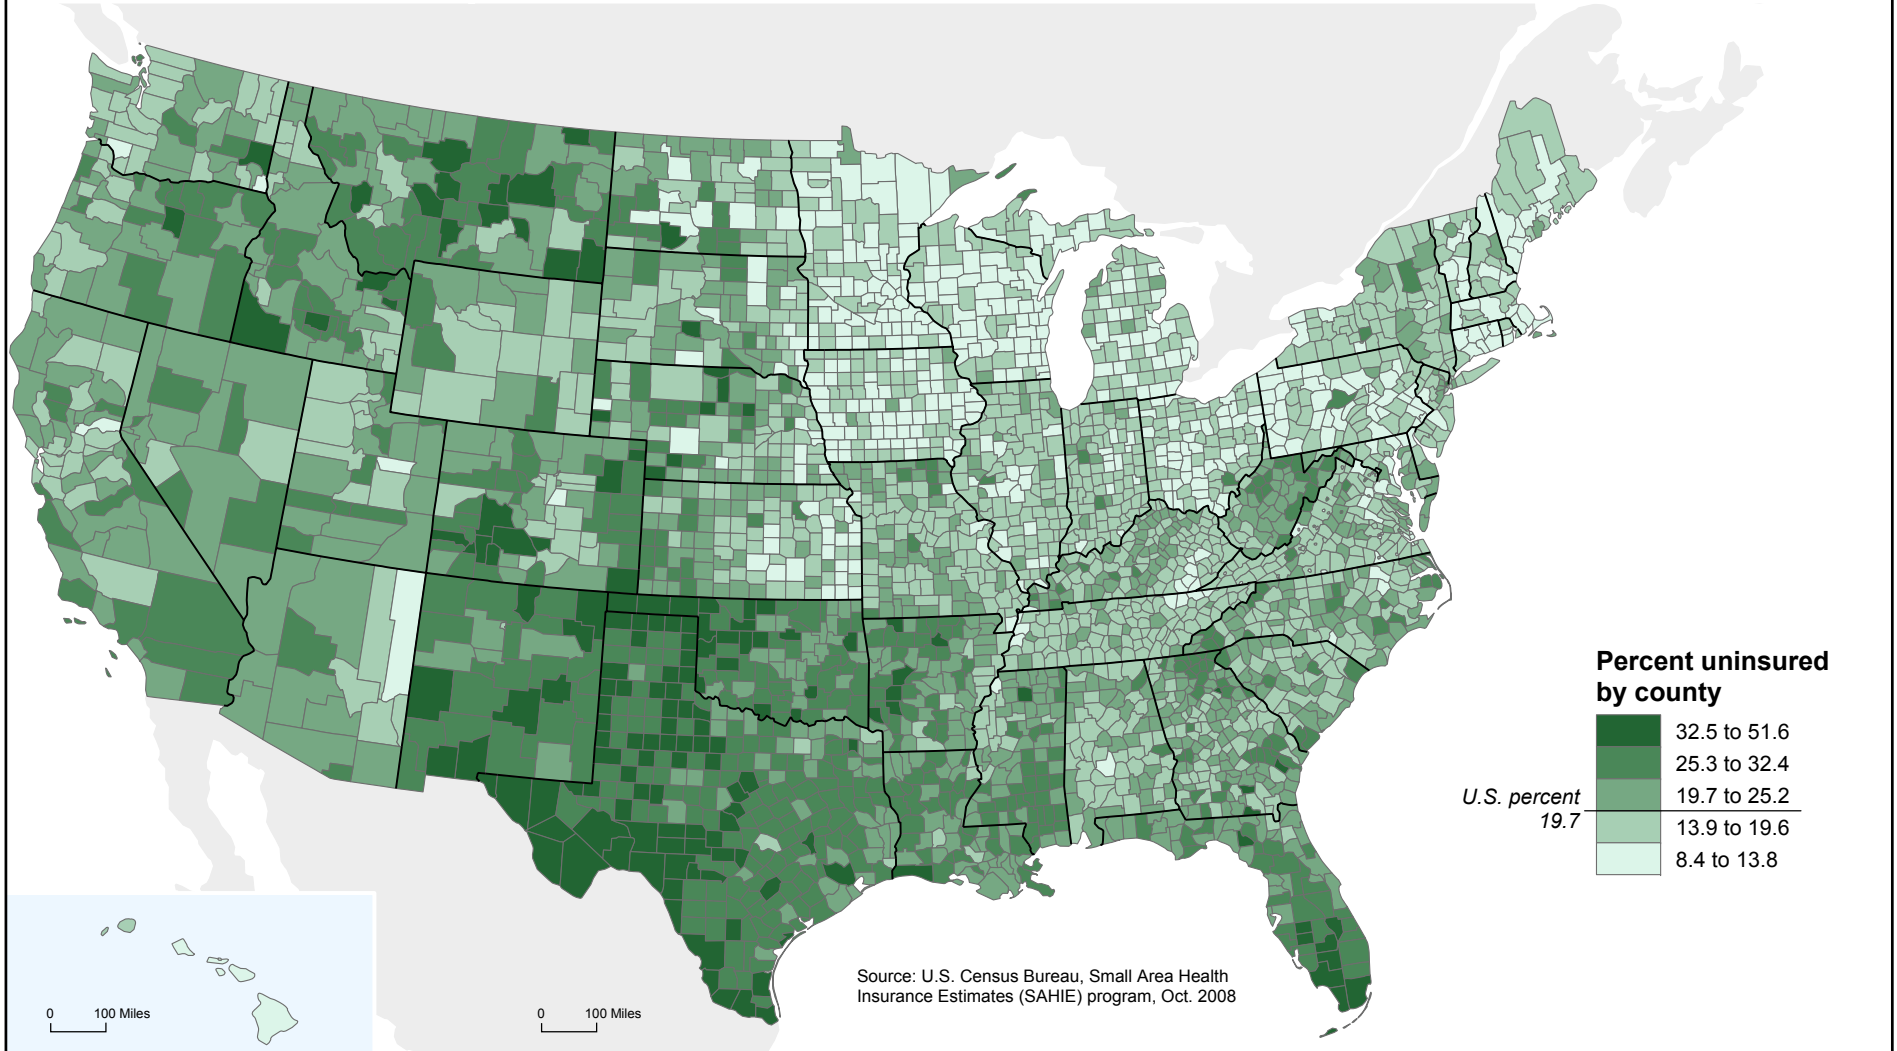 Percent uninsured
by county
32.5 to 51.6
25.3 to 32.4
19.7 to 25.2
13.9 to 19.6
8.4 to 13.8
U.S. percent
19.7
Source: U.S. Census Bureau, Small Area Health
Insurance Estimates (SAHIE) program, Oct. 2008
0 100 Miles
0 100 Miles